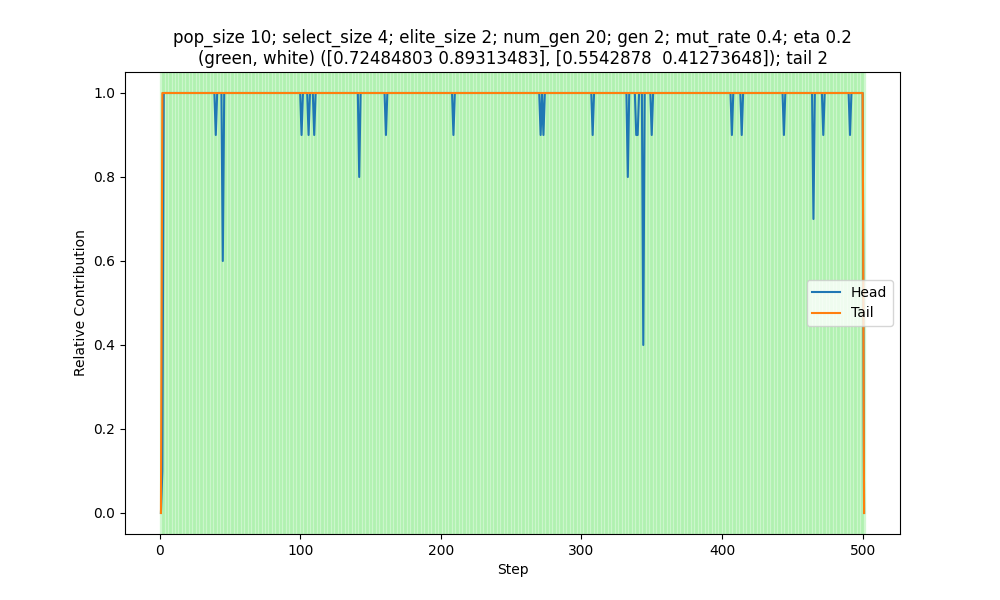 pop_size 10; select_size 4; elite_size 2; num_gen 20; gen 2; mut_rate 0.4; eta 0.2
(green, white) ([0.72484803 0.89313483], [0.5542878  0.41273648]); tail 2
1.0
0.8
0.6
0.4
0.2
0.0
Relative Contribution
Head
Tail
0 100 200 300 400 500
Step